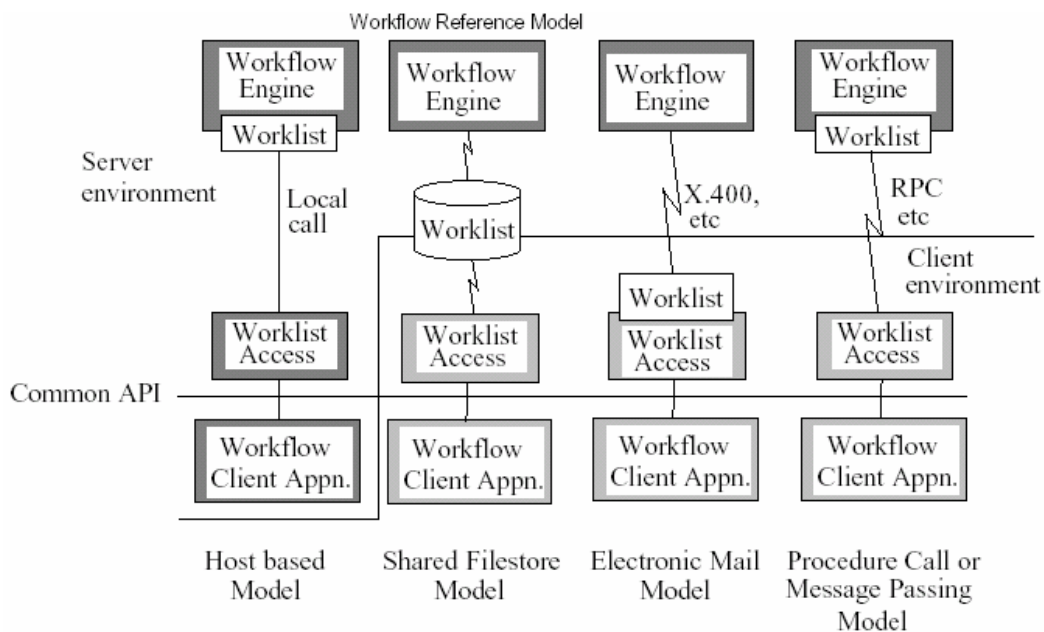 Workflow Reference Model
Workflow
Engine
Worklist
Workflow
Engine
Workflow
Engine
Workflow
Engine
Worklist
Server
environment
Local
call
Worklist
X.400,
etc
RPC
etc
Client
environment
Worklist
Worklist
Access
Worklist
Access
Worklist
Access
Worklist
Access
Common API
Workflow
Client Appn.
Workflow
Client Appn.
Workflow
Client Appn.
Workflow
Client Appn.
Host based
Model
Shared Filestore
Model
Electronic Mail
Model
Procedure Call or
Message Passing
Model